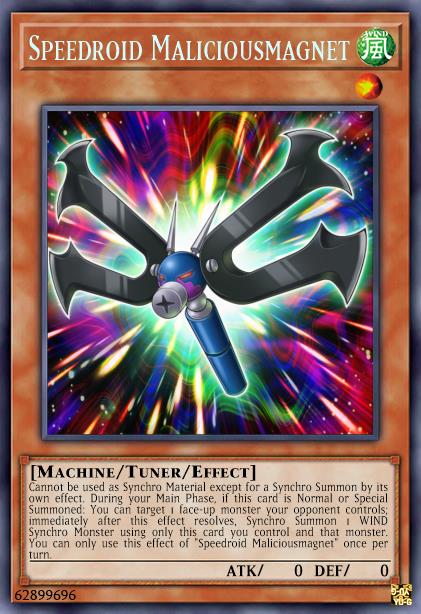 Speedroid Maliciousmagnet
WIND
風
[Machine/Tuner/Effect]
Cannot be used as Synchro Material except for a Synchro Summon by its
own effect. During your Main Phase, if this card is Normal or Special
Summoned: You can target 1 face-up monster your opponent controls;
immediately after this effect resolves, Synchro Summon 1 WIND
Synchro Monster using only this card you control and that monster.
You can only use this effect of "Speedroid Maliciousmagnet" once per
turn.
ATK/ 0 DEF/ 0
62899696